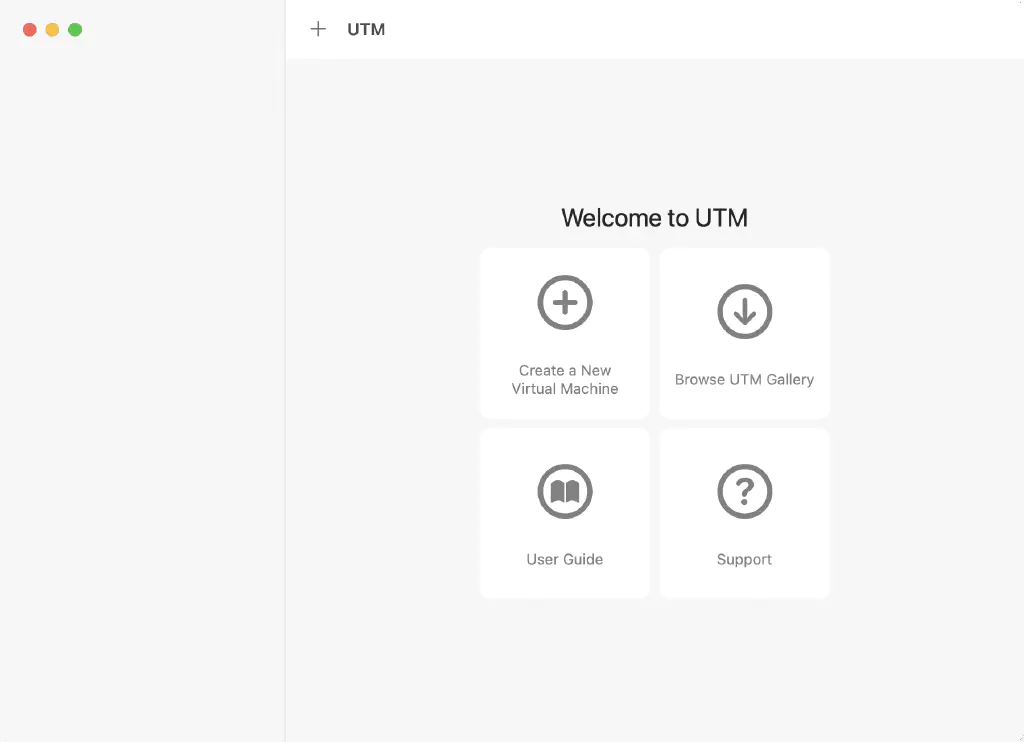 UTM
Welcome to UTM
Create a New
Virtual Machine
Browse UTM Gallery
User Guide
Support